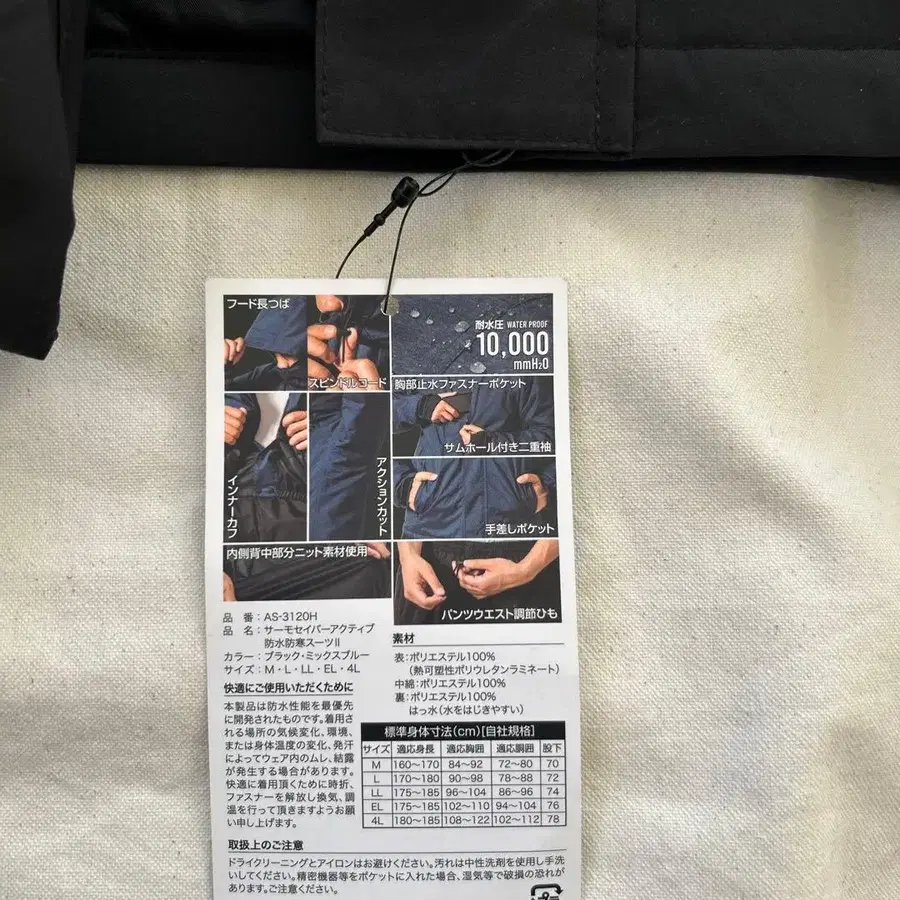 フード長つば
スピンドルコード
耐水圧 WATER PROOF
10,000
mmH₂O
胸部止水ファスナーポケット
サムホール付き二重袖
インナーカフ
アクションカット
手差しポケット
内側背中部分ニット素材使用
パンツウエスト調節ひも
品 番：AS-3120H
品 名：サーモセイバーアクティブ
防水防寒スーツⅡ
カラー：ブラック・ミックスブルー
サイズ：M・L・LL・EL・4L
快適にご使用いただくために
本製品は防水性能を最優先
に開発されたものです。着用され
る場所の気候変化、環境、
または身体温度の変化、発汗
によってウェア内のムレ、結露
が発生する場合があります。
快適に着用頂くために時折、
ファスナーを解放し換気、調
温を行って頂きますようお願
い申し上げます。
素材
表：ポリエステル100%
（熱可塑性ポリウレタンラミネート）
中綿：ポリエステル100%
裏：ポリエステル100%
はっ水（水をはじきやすい）
標準身体寸法(cm)[自社規格]
サイズ 適応身長 適応胸囲 適応胴囲 股下
M 160〜170 84〜92 72〜80 70
L 170〜180 90〜98 78〜88 72
LL 175〜185 96〜104 86〜96 74
EL 175〜185 102〜110 94〜104 76
4L 180〜185 108〜122 102〜112 78
取扱上のご注意
ドライクリーニングとアイロンはお避けください。汚れは中性洗剤を使用し手洗
いしてください。精密機器等をポケットに入れた場合、湿気等で破損の恐れが
あります。ご注意ください。